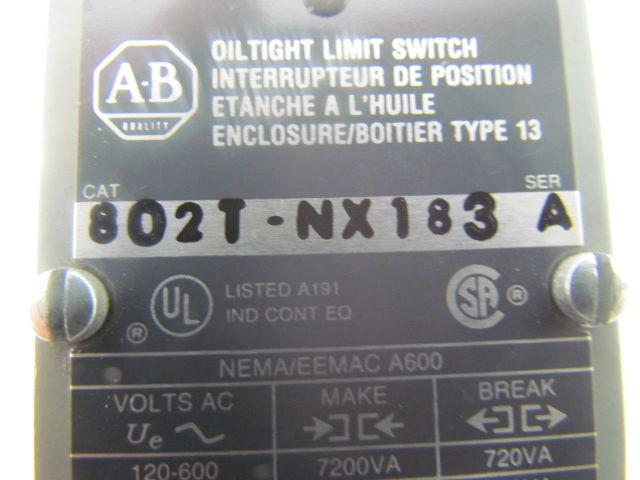 A-B
QUALITY
OILTIGHT LIMIT SWITCH
INTERRUPTEUR DE POSITION
ETANCHE A L'HUILE
ENCLOSURE/BOITIER TYPE 13
CAT SER
802T-NX183 A
UL ® LISTED A191
IND CONT EQ
CSA ®
NEMA/EEMAC A600
VOLTS AC MAKE BREAK
Ue
120-600 7200VA 720VA